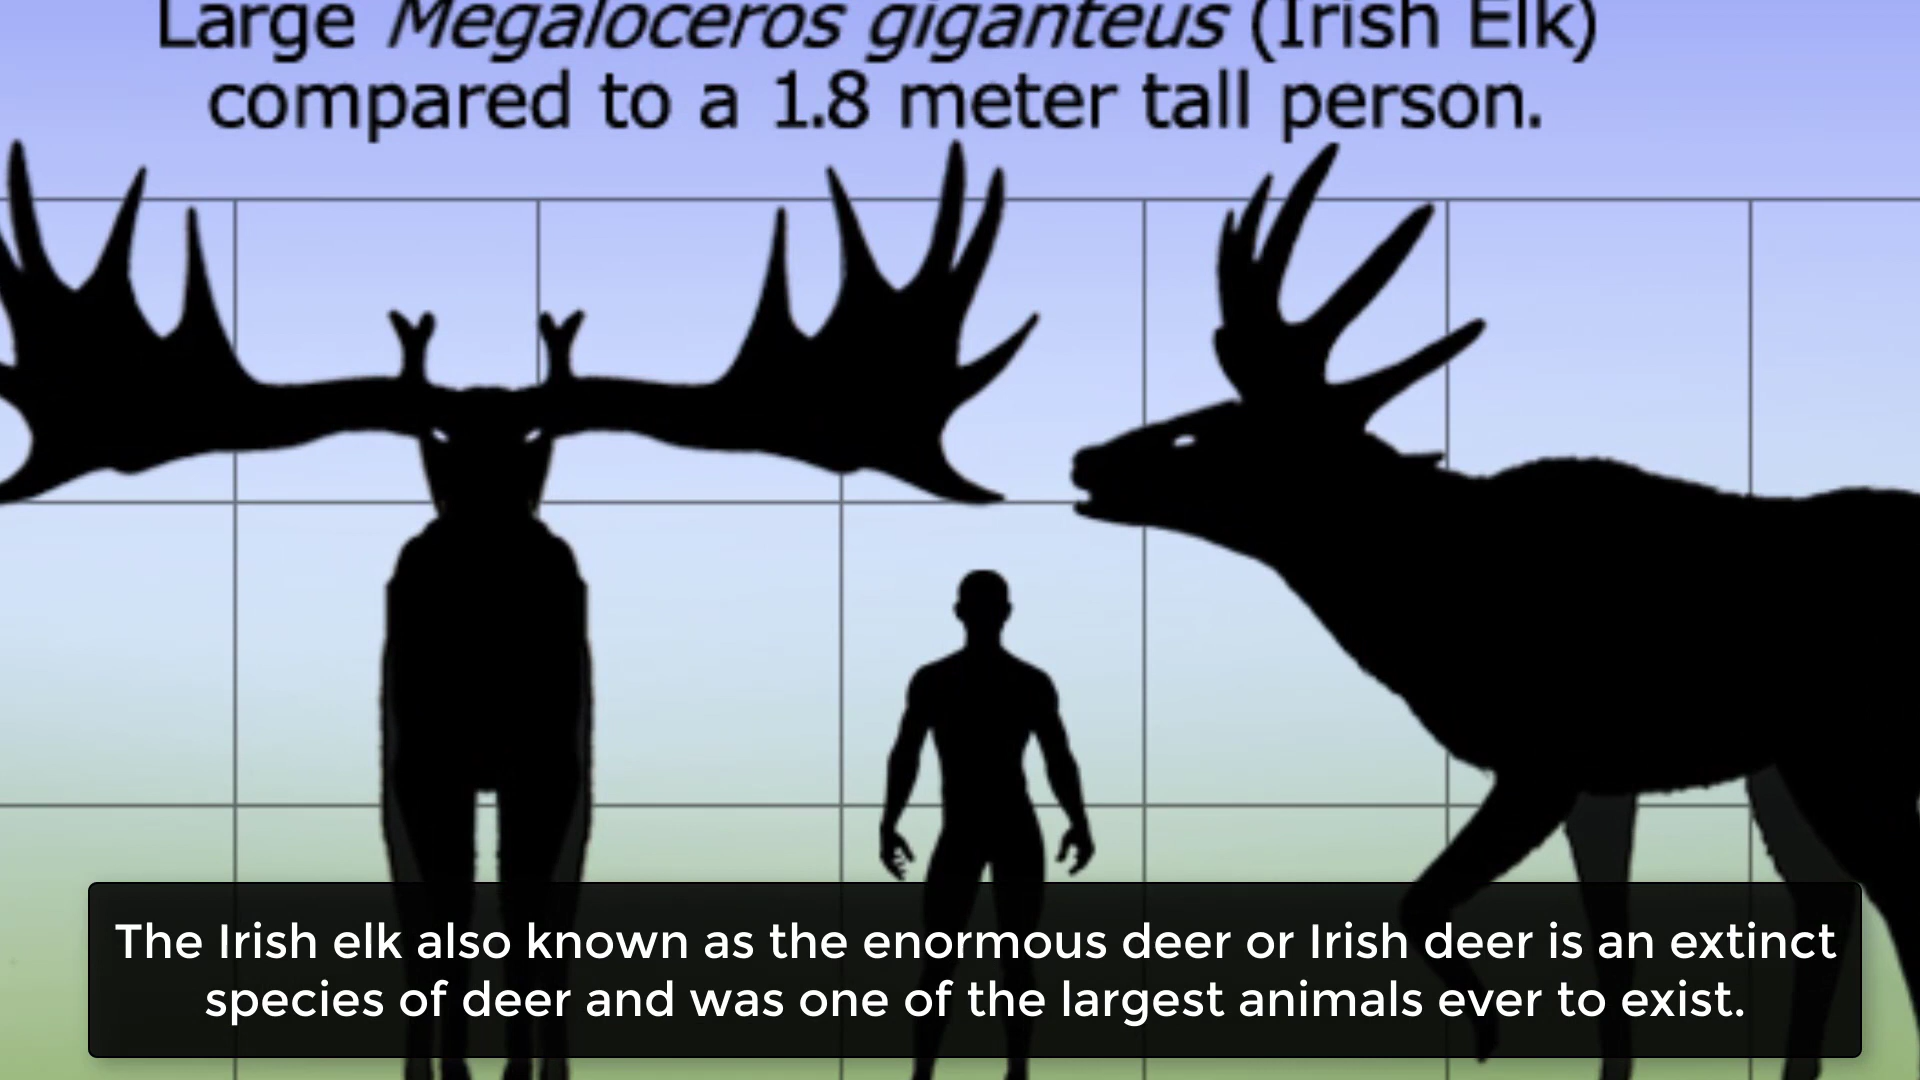 Large Megaloceros giganteus (Irish Elk)
compared to a 1.8 meter tall person.
The Irish elk also known as the enormous deer or Irish deer is an extinct
species of deer and was one of the largest animals ever to exist.